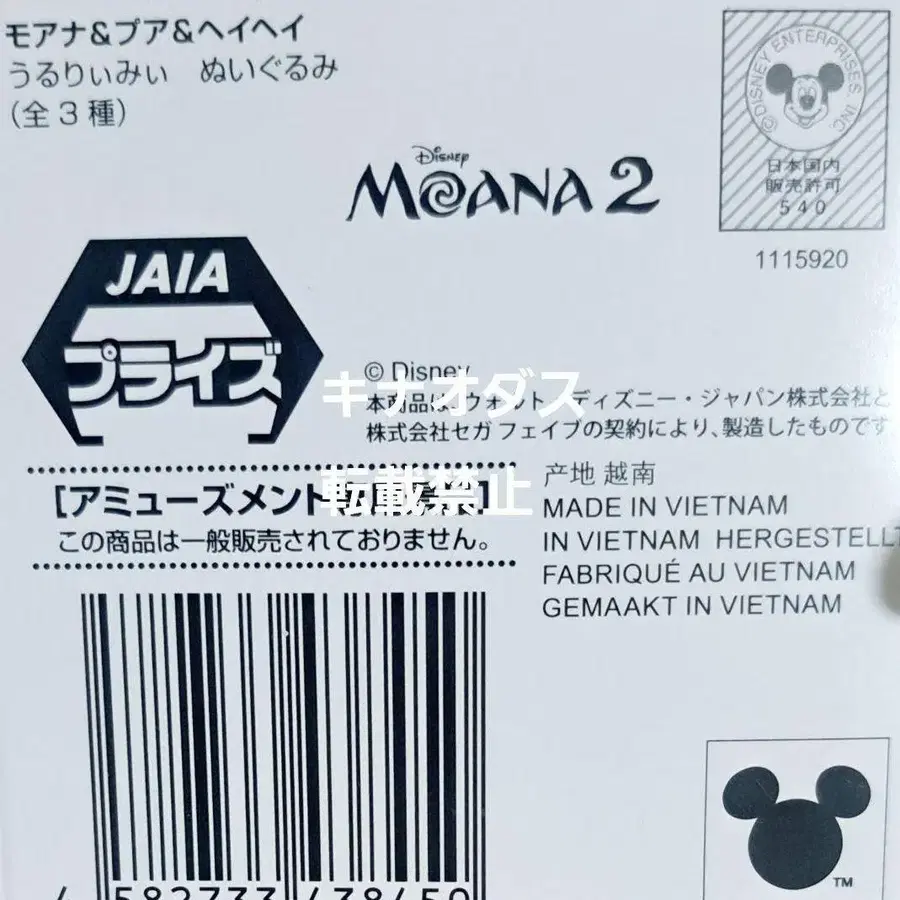 モアナ&プア&ヘイヘイ
うるりぃみぃ ぬいぐるみ
(全3種)
Disney
MOANA 2
©DISNEY ENTERPRISES, INC.
日本国内
販売許可
540
1115920
JAIA
プライズ
© Disney
本商品は、ウォルト・ディズニー・ジャパン株式会社と
株式会社セガ フェイブの契約により、製造したものです
キナオダス
転載禁止
[アミューズメント専用景品]
この商品は一般販売されておりません。
产地 越南
MADE IN VIETNAM
IN VIETNAM HERGESTELLT
FABRIQUÉ AU VIETNAM
GEMAAKT IN VIETNAM
4 582733 438450
TM